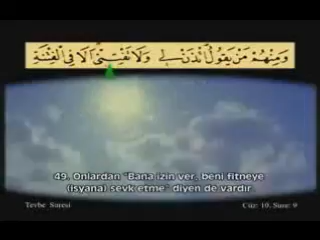 وَمِنْهُمْ مَنْ يَقُولُ ائْذَنْ لِي وَلَا تَفْتِنِّي أَلَا فِي الْفِتْنَةِ
49. Onlardan "Bana izin ver, beni fitneye
(isyana) sevk etme" diyen de vardır.
Tevbe Suresi Cüz: 10, Sure: 9